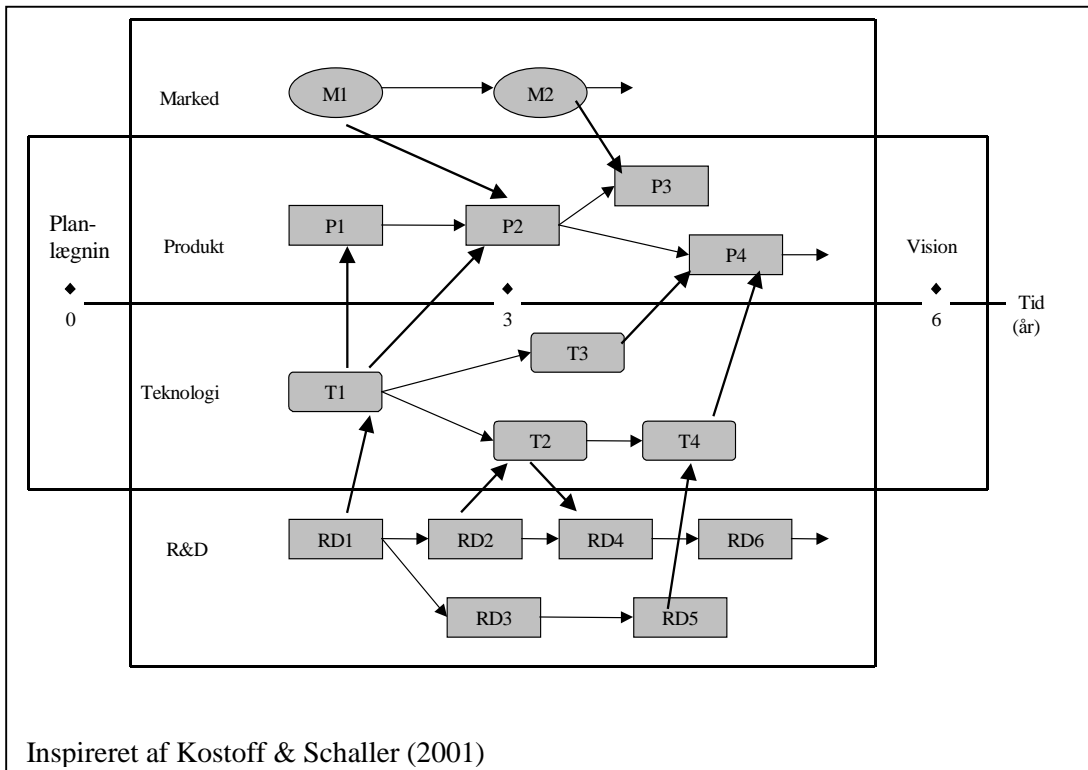 Marked
M1
M2
P3
Plan-
lægnin
Produkt
P1
P2
P4
Vision
0
3
6
Tid
(år)
Teknologi
T1
T3
T2
T4
R&D
RD1
RD2
RD4
RD6
RD3
RD5
Inspireret af Kostoff & Schaller (2001)